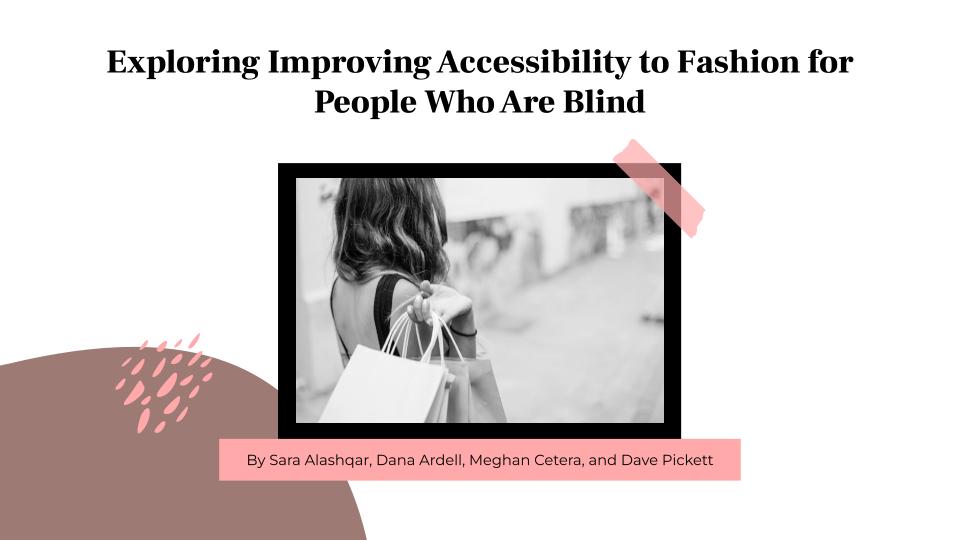 Exploring Improving Accessibility to Fashion for
People Who Are Blind
By Sara Alashqar, Dana Ardell, Meghan Cetera, and Dave Pickett